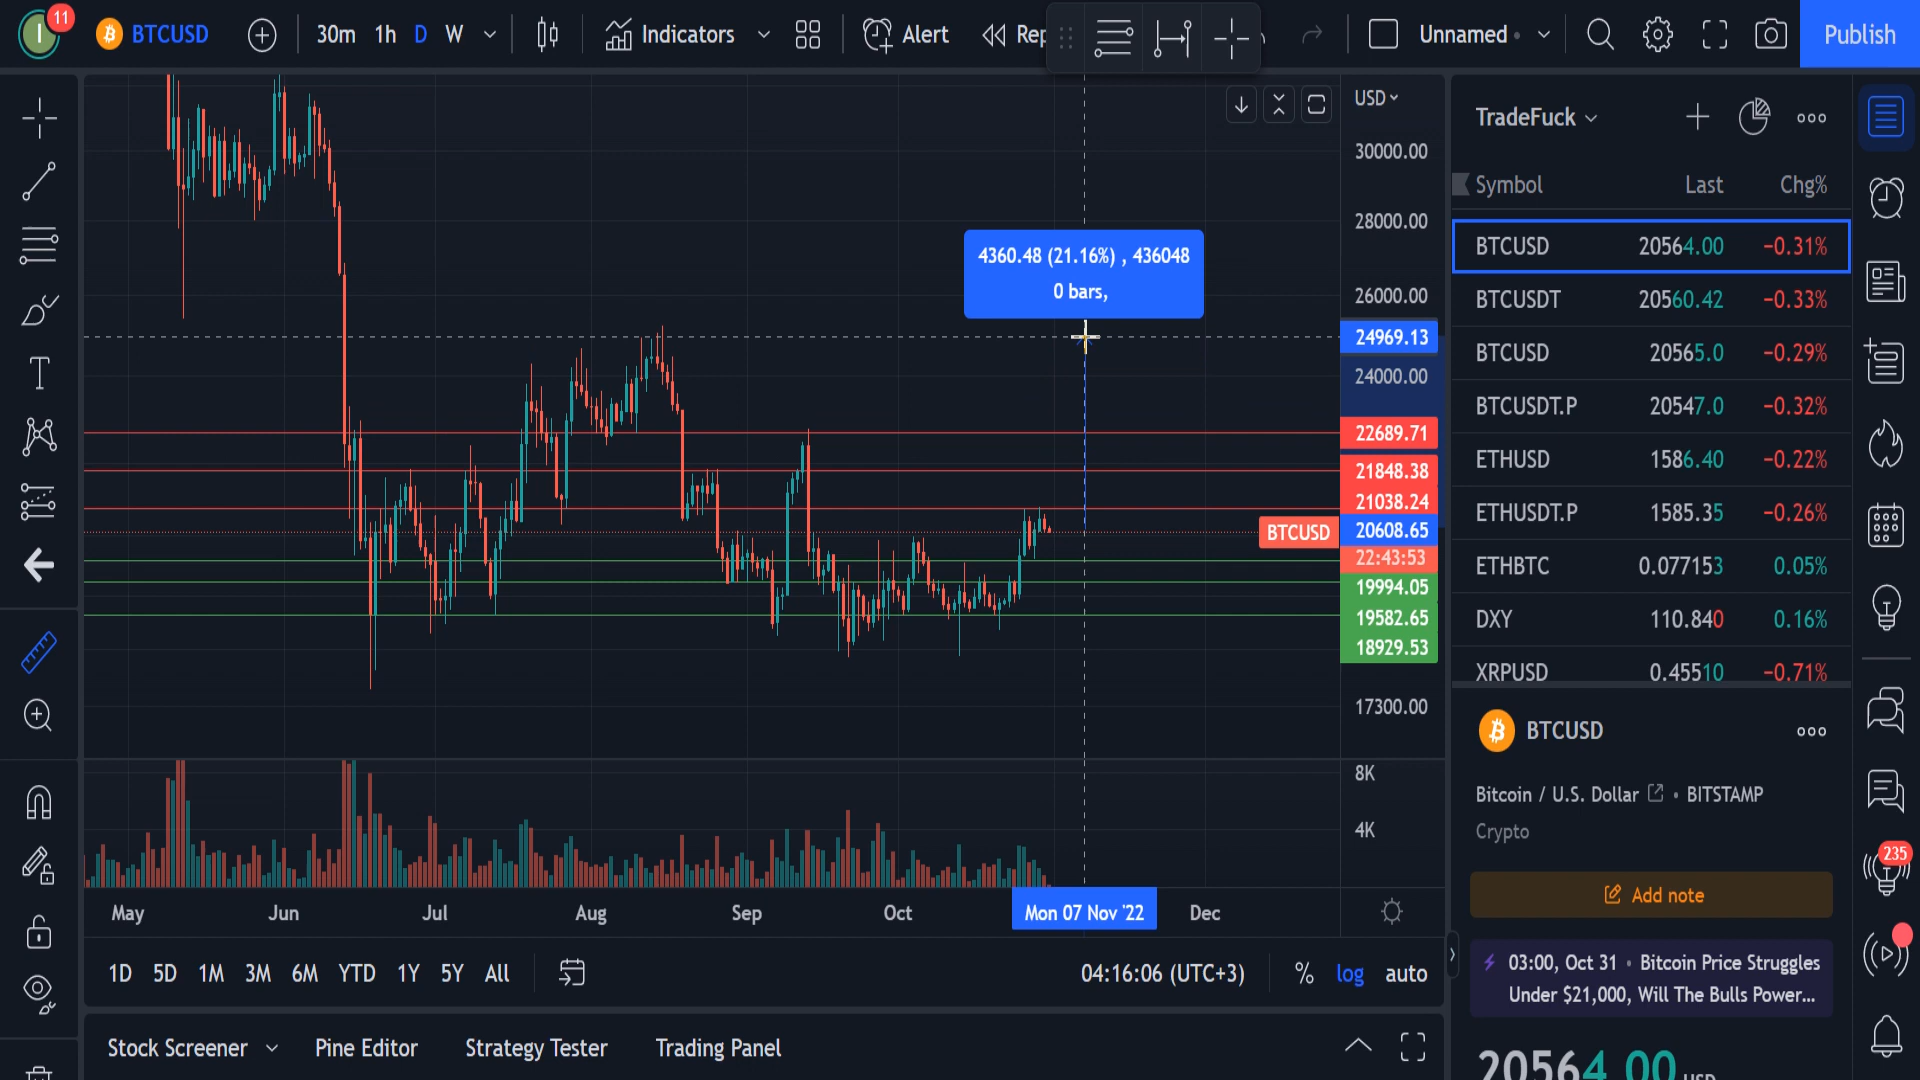 I 11 BTCUSD 30m 1h D W Indicators Alert Unnamed Publish
USD
30000.00
28000.00
26000.00
24969.13
24000.00
22689.71
21848.38
21038.24
20608.65
22:43:53
19994.05
19582.65
18929.53
17300.00
8K
4K
4360.48 (21.16%) , 436048
0 bars,
BTCUSD
May Jun Jul Aug Sep Oct Mon 07 Nov '22 Dec
1D 5D 1M 3M 6M YTD 1Y 5Y All 04:16:06 (UTC+3) % log auto
Stock Screener Pine Editor Strategy Tester Trading Panel
TradeFuck
Symbol Last Chg%
BTCUSD 20564.00 −0.31%
BTCUSDT 20560.42 −0.33%
BTCUSD 20565.0 −0.29%
BTCUSDT.P 20547.0 −0.32%
ETHUSD 1586.40 −0.22%
ETHUSDT.P 1585.35 −0.26%
ETHBTC 0.077153 0.05%
DXY 110.840 0.16%
XRPUSD 0.45510 −0.71%
BTCUSD
Bitcoin / U.S. Dollar • BITSTAMP
Crypto
Add note
03:00, Oct 31 • Bitcoin Price Struggles
Under $21,000, Will The Bulls Power...
20564.00 USD
235